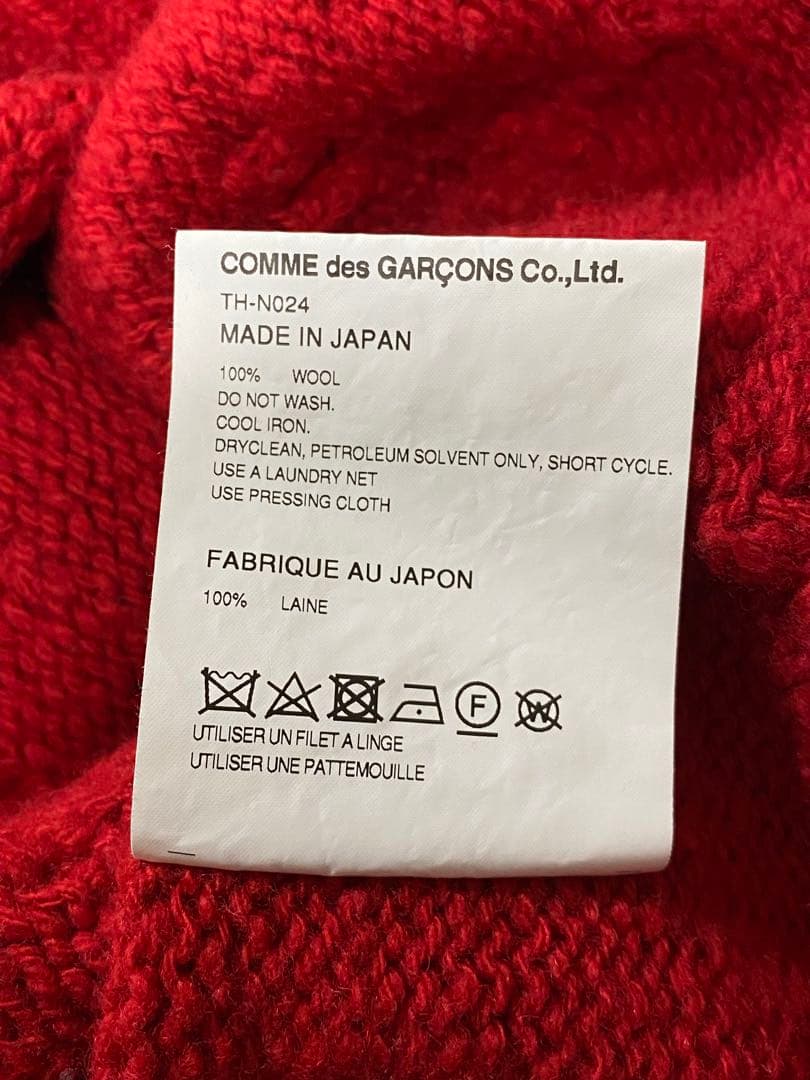 COMME des GARÇONS Co.,Ltd.
TH-N024
MADE IN JAPAN
100% WOOL
DO NOT WASH.
COOL IRON.
DRYCLEAN, PETROLEUM SOLVENT ONLY, SHORT CYCLE.
USE A LAUNDRY NET
USE PRESSING CLOTH
FABRIQUE AU JAPON
100% LAINE
F W
UTILISER UN FILET A LINGE
UTILISER UNE PATTEMOUILLE